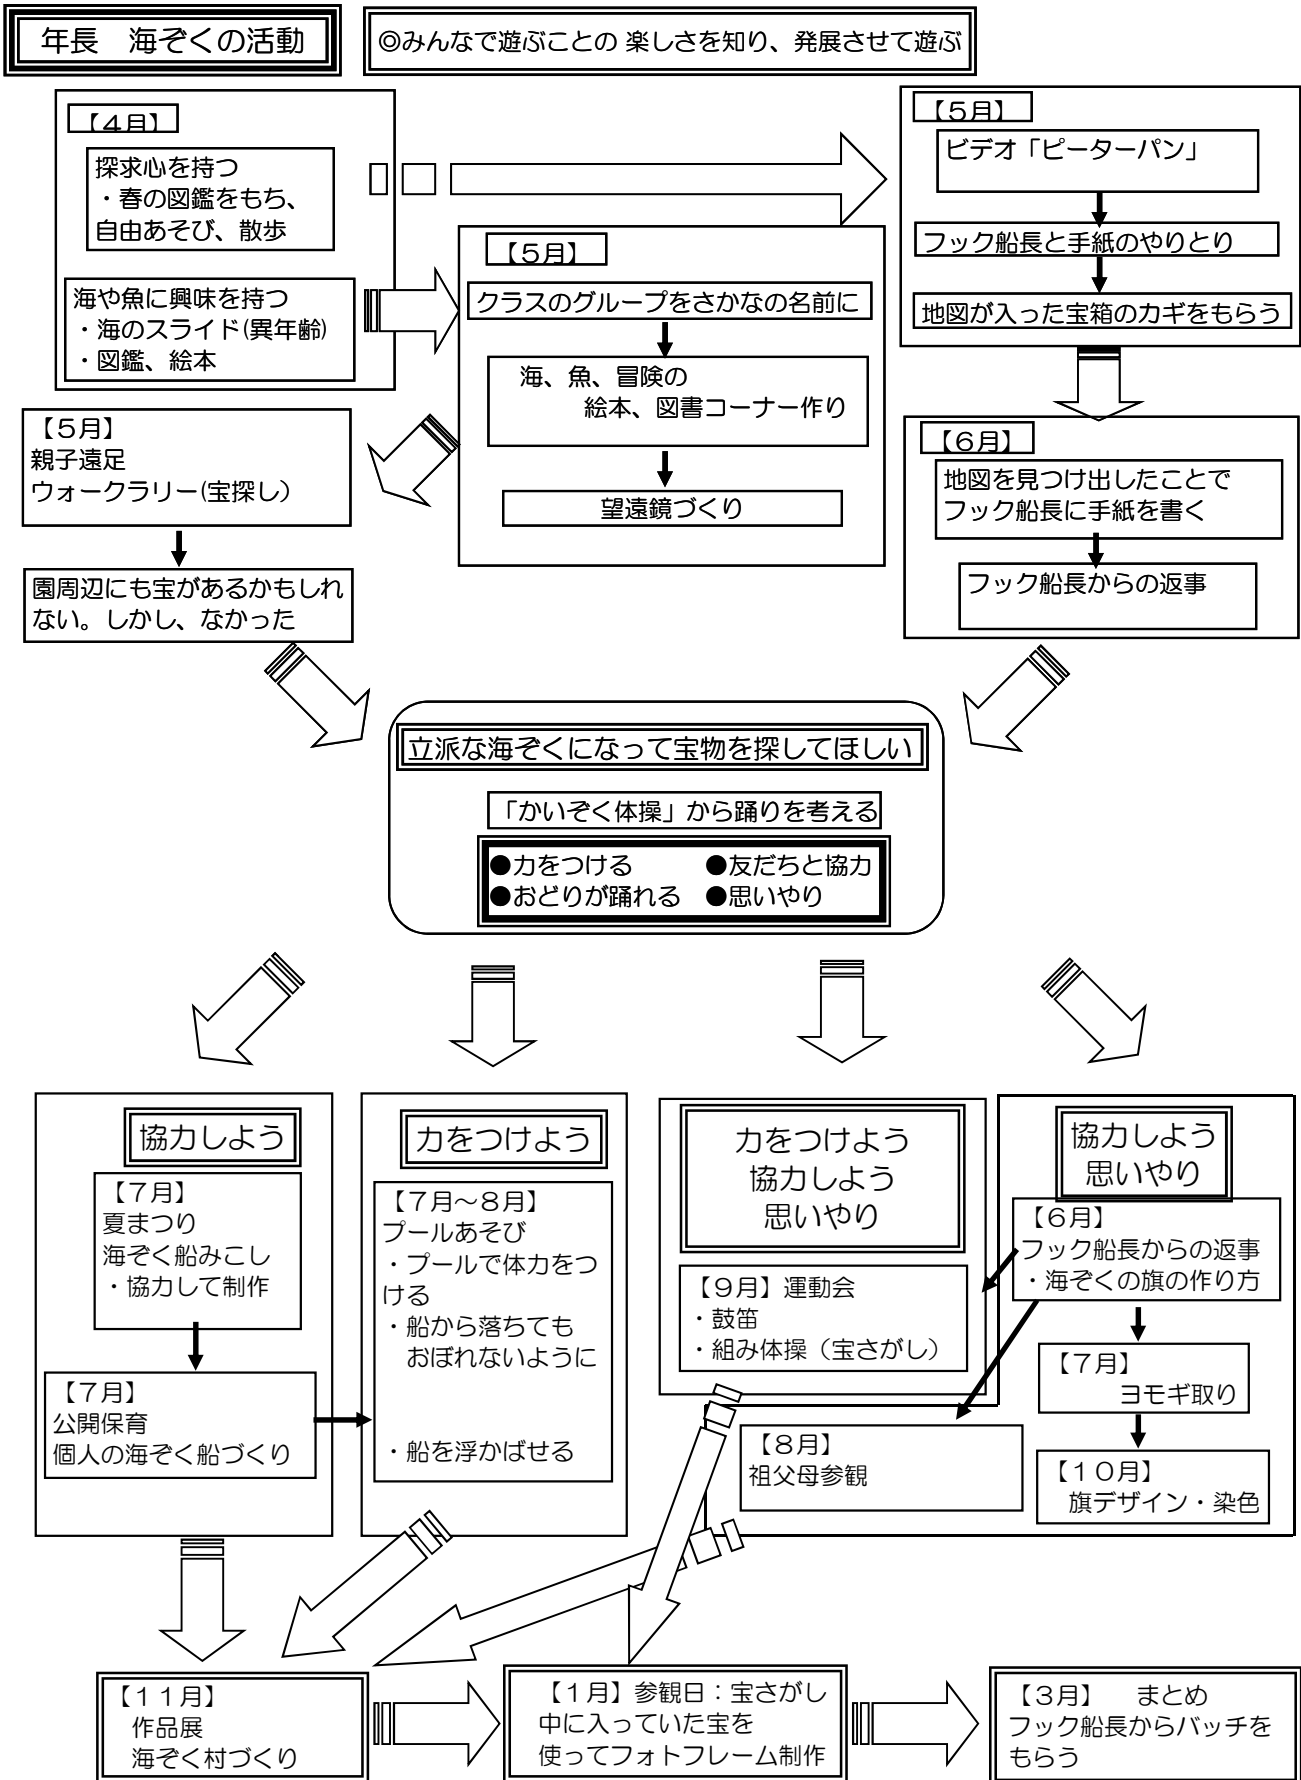 年長　海ぞくの活動
◎みんなで遊ぶことの 楽しさを知り、発展させて遊ぶ
【４月】
探求心を持つ
・春の図鑑をもち、
自由あそび、散歩
海や魚に興味を持つ
・海のスライド(異年齢)
・図鑑、絵本
【５月】
クラスのグループをさかなの名前に
海、魚、冒険の
絵本、図書コーナー作り
望遠鏡づくり
【５月】
ビデオ「ピーターパン」
フック船長と手紙のやりとり
地図が入った宝箱のカギをもらう
【５月】
親子遠足
ウォークラリー(宝探し）
園周辺にも宝があるかもしれ
ない。しかし、なかった
【６月】
地図を見つけ出したことで
フック船長に手紙を書く
フック船長からの返事
立派な海ぞくになって宝物を探してほしい
「かいぞく体操」から踊りを考える
●力をつける　　●友だちと協力
●おどりが踊れる　●思いやり
協力しよう
【７月】
夏まつり
海ぞく船みこし
・協力して制作
【７月】
公開保育
個人の海ぞく船づくり
力をつけよう
【７月～８月】
プールあそび
・プールで体力をつ
ける
・船から落ちても
おぼれないように
・船を浮かばせる
力をつけよう
協力しよう
思いやり
【９月】運動会
・鼓笛
・組み体操（宝さがし）
協力しよう
思いやり
【６月】
フック船長からの返事
・海ぞくの旗の作り方
【７月】
ヨモギ取り
【８月】
祖父母参観
【１０月】
旗デザイン・染色
【１１月】
作品展
海ぞく村づくり
【１月】参観日：宝さがし
中に入っていた宝を
使ってフォトフレーム制作
【３月】　まとめ
フック船長からバッチを
もらう